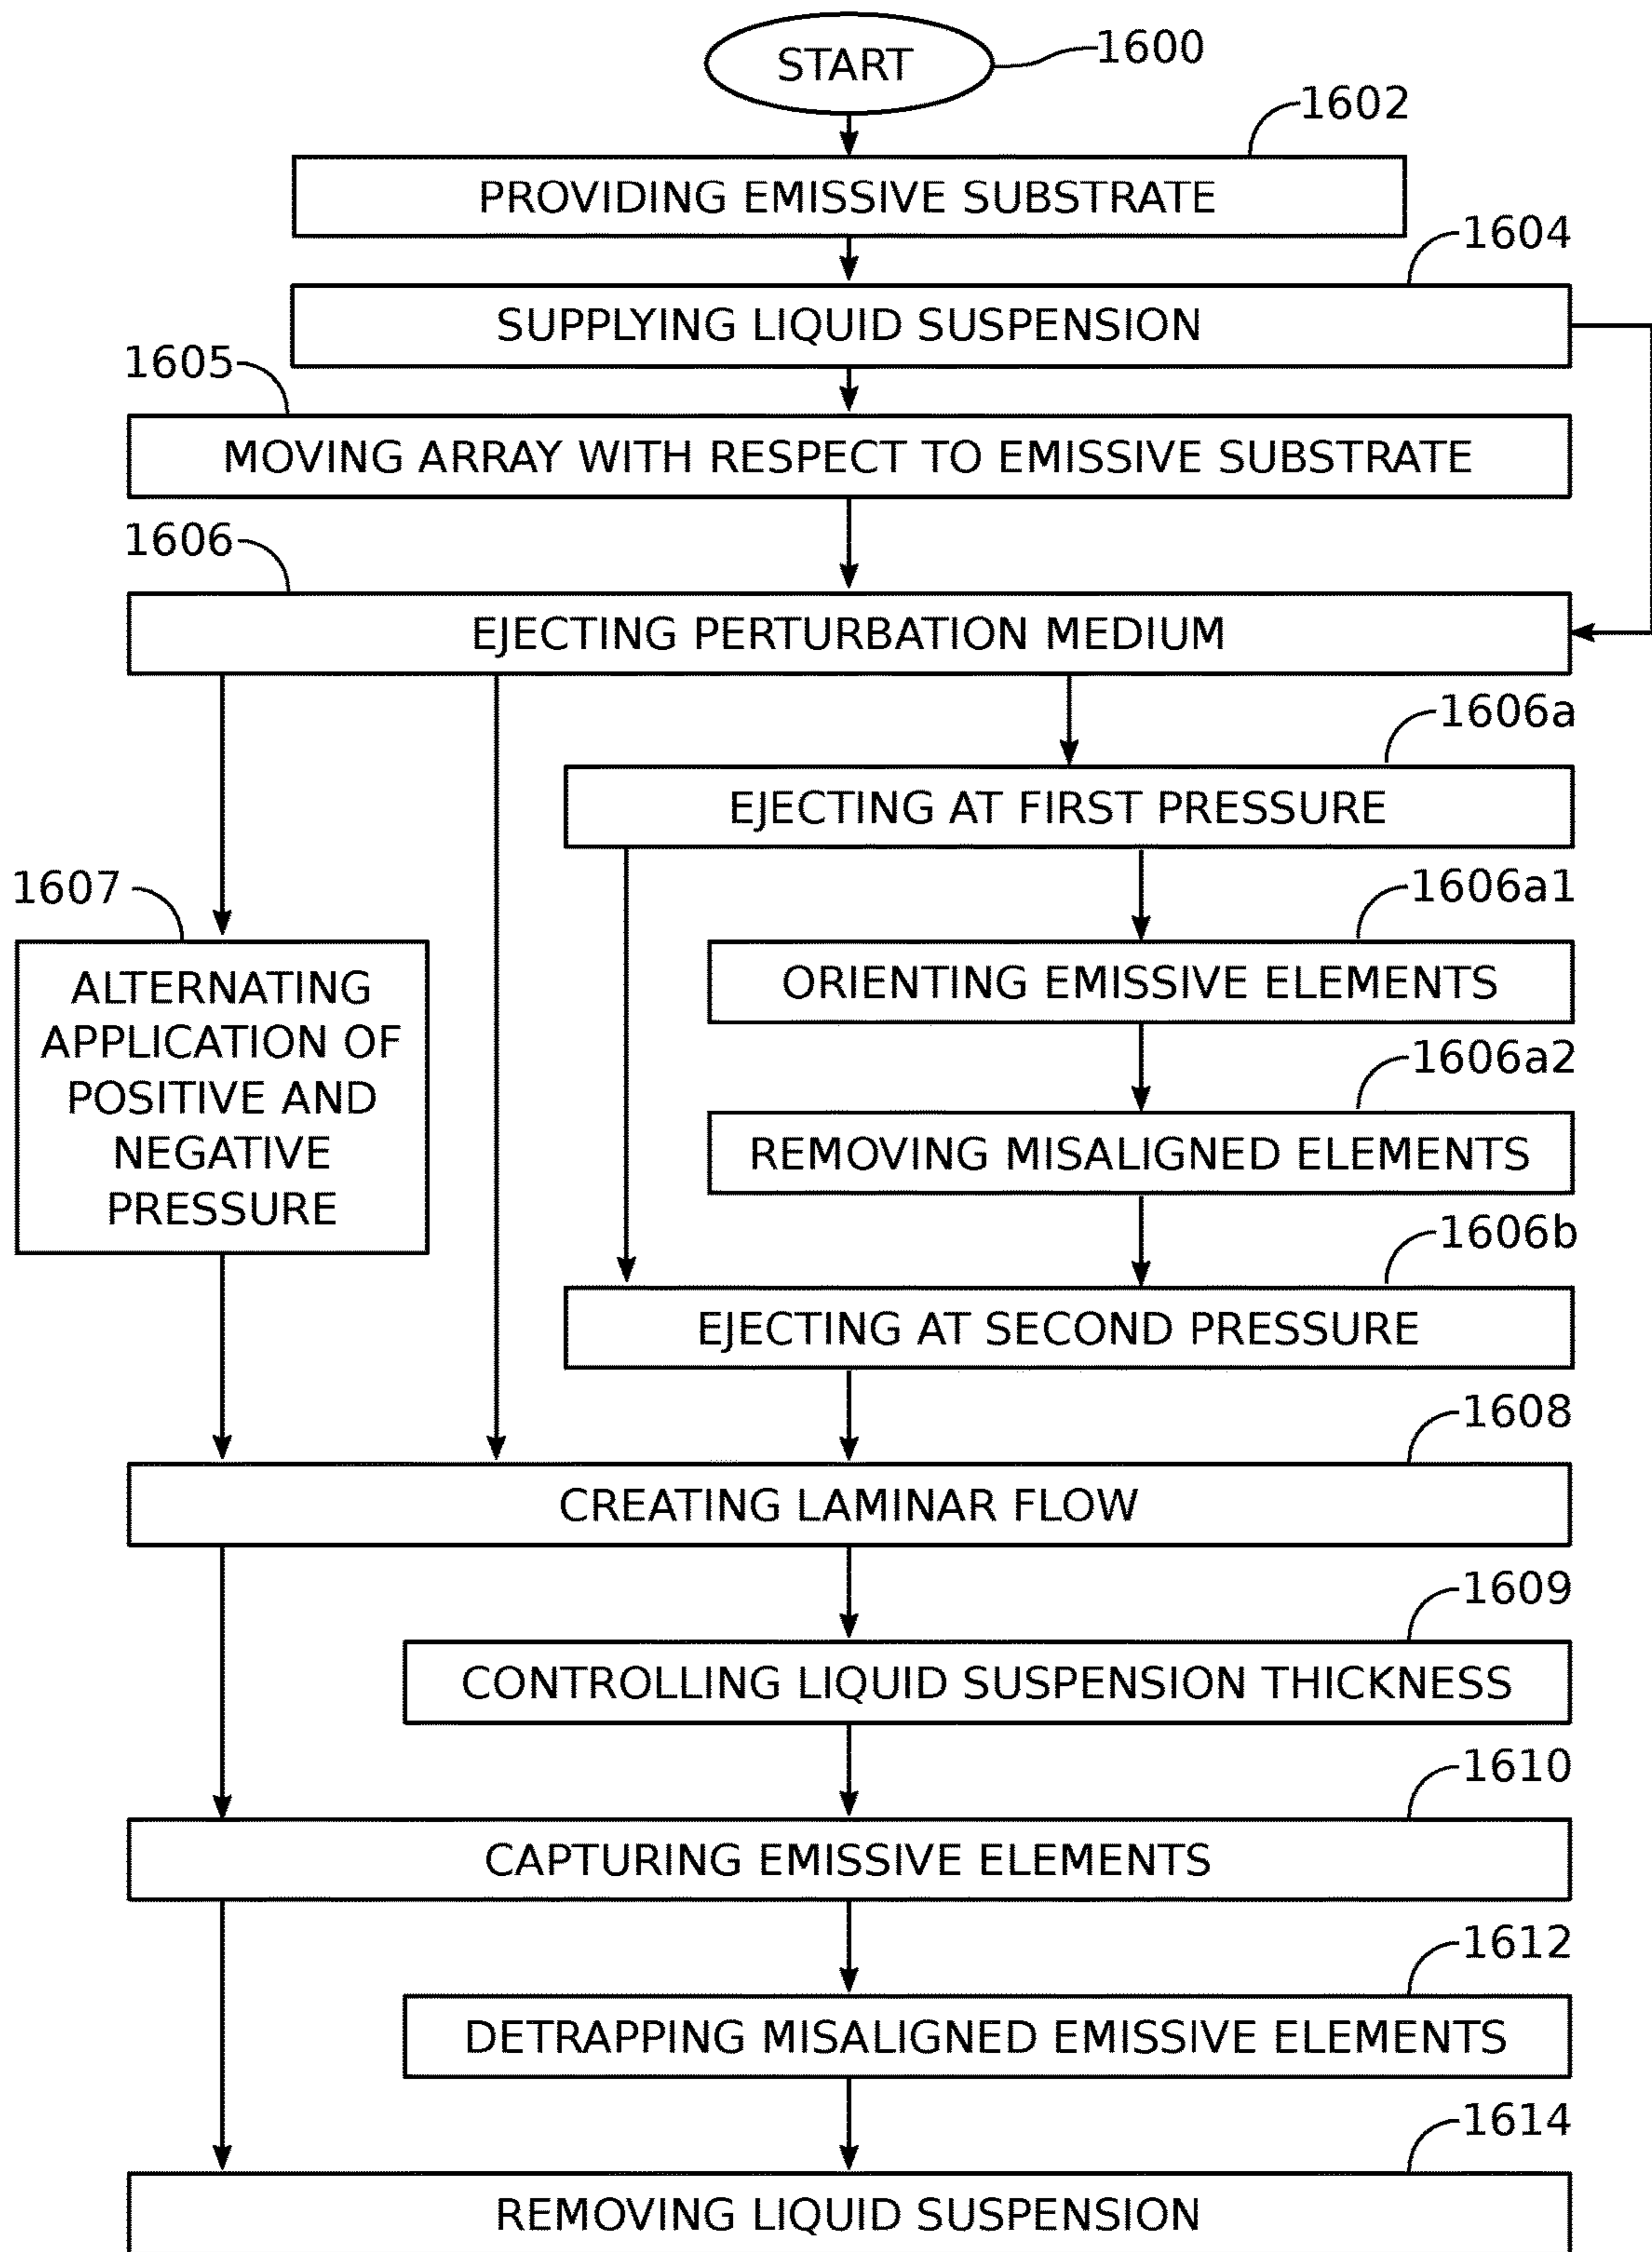 START
1600
1602
PROVIDING EMISSIVE SUBSTRATE
1604
SUPPLYING LIQUID SUSPENSION
1605
MOVING ARRAY WITH RESPECT TO EMISSIVE SUBSTRATE
1606
EJECTING PERTURBATION MEDIUM
1606a
EJECTING AT FIRST PRESSURE
1607
ALTERNATING
APPLICATION OF
POSITIVE AND
NEGATIVE
PRESSURE
1606a1
ORIENTING EMISSIVE ELEMENTS
1606a2
REMOVING MISALIGNED ELEMENTS
1606b
EJECTING AT SECOND PRESSURE
1608
CREATING LAMINAR FLOW
1609
CONTROLLING LIQUID SUSPENSION THICKNESS
1610
CAPTURING EMISSIVE ELEMENTS
1612
DETRAPPING MISALIGNED EMISSIVE ELEMENTS
1614
REMOVING LIQUID SUSPENSION